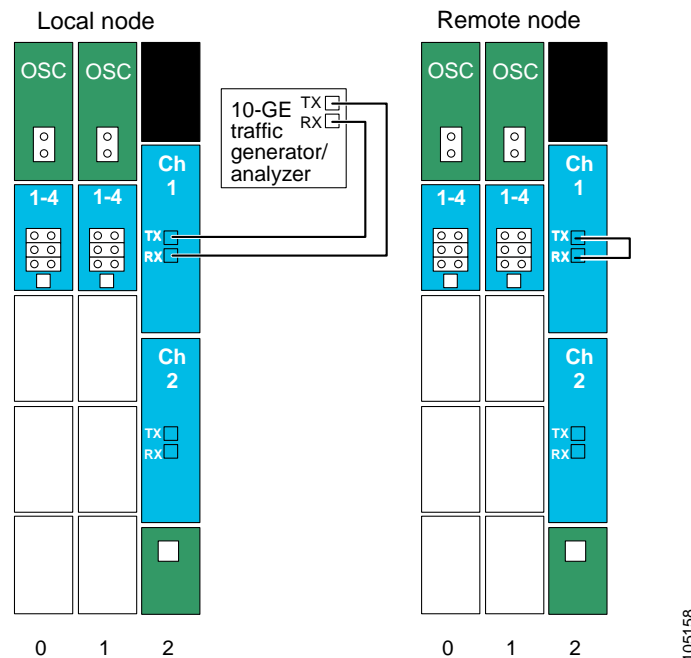 Local node
OSC
OSC
1-4
1-4
Ch
1
TX
RX
Ch
2
TX
RX
0
1
2
10-GE
traffic
generator/
analyzer
TX
RX
Remote node
OSC
OSC
1-4
1-4
Ch
1
TX
RX
Ch
2
TX
RX
0
1
2
105158